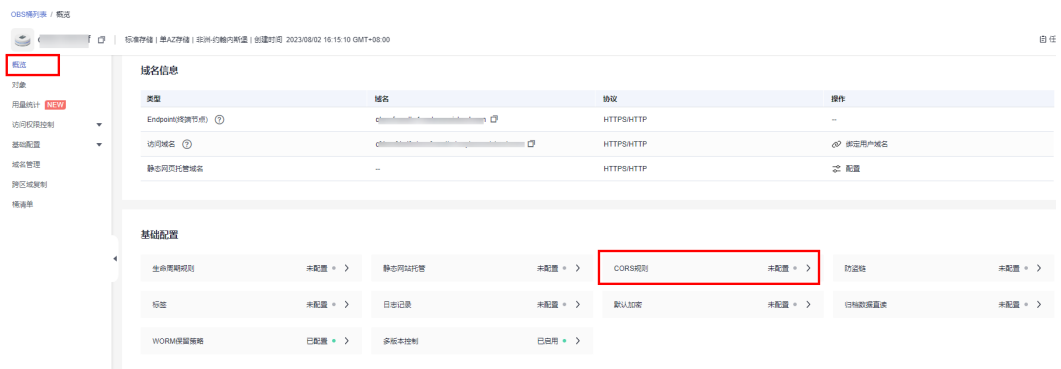 OBS桶列表 / 概览
标准存储 | 单AZ存储 | 非洲-约翰内斯堡 | 创建时间 2023/08/02 16:15:10 GMT+08:00
概览
对象
用量统计 NEW
访问权限控制
基础配置
域名管理
跨区域复制
桶清单
域名信息
类型 域名 协议 操作
Endpoint(终端节点) HTTPS/HTTP --
访问域名 HTTPS/HTTP 绑定用户域名
静态网页托管域名 -- HTTPS/HTTP 配置
基础配置
生命周期规则 未配置 静态网站托管 未配置 CORS规则 未配置 防盗链 未配置
标签 未配置 日志记录 未配置 默认加密 未配置 归档数据直读 未配置
WORM保留策略 已配置 多版本控制 已启用